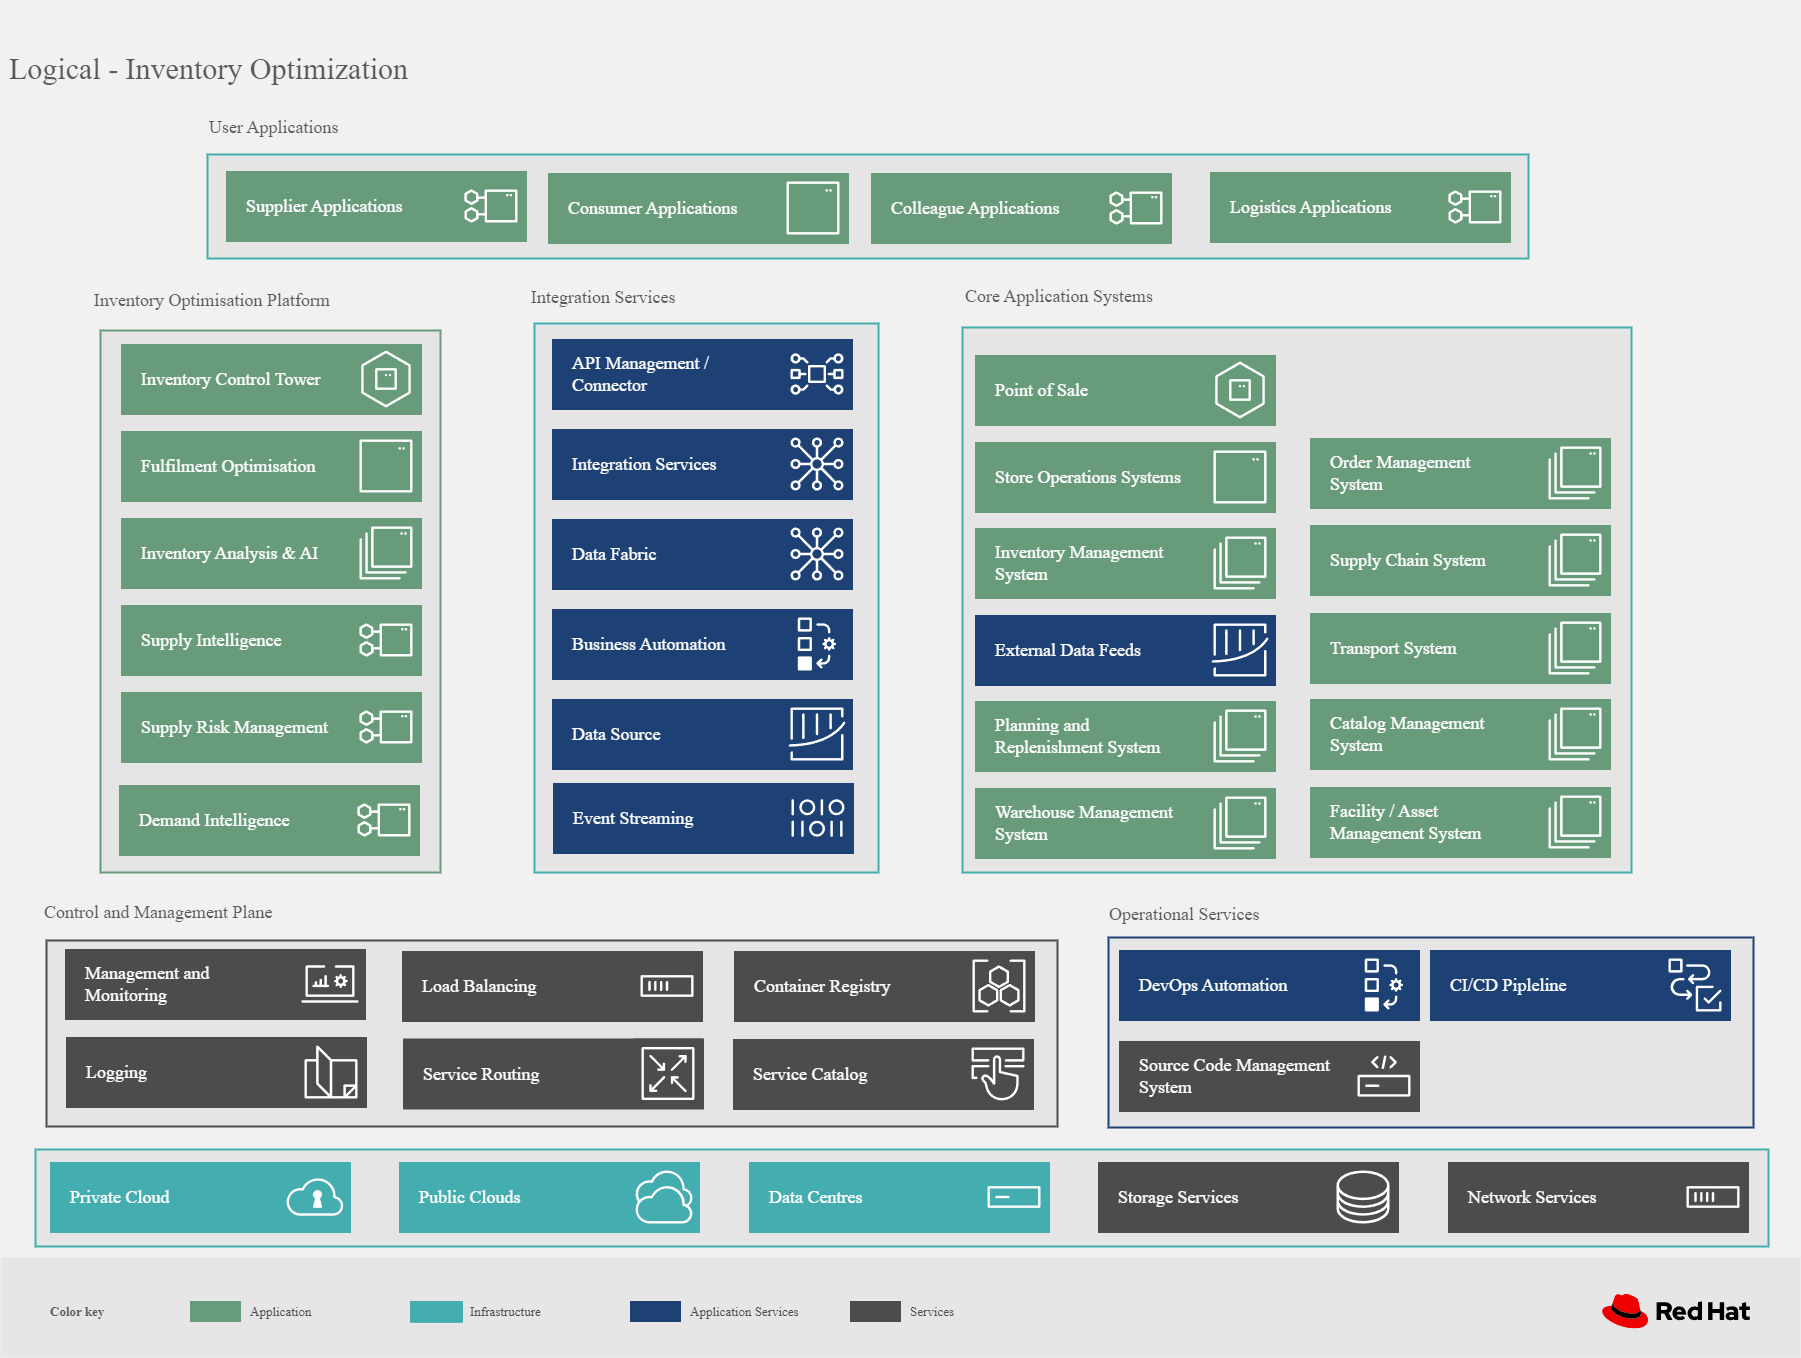 Logical - Inventory Optimization
User Applications
Supplier Applications
Consumer Applications
Colleague Applications
Logistics Applications
Inventory Optimisation Platform
Inventory Control Tower
Fulfilment Optimisation
Inventory Analysis & AI
Supply Intelligence
Supply Risk Management
Demand Intelligence
Integration Services
API Management /
Connector
Integration Services
Data Fabric
Business Automation
Data Source
Event Streaming
Core Application Systems
Point of Sale
Store Operations Systems
Inventory Management
System
External Data Feeds
Planning and
Replenishment System
Warehouse Management
System
Order Management
System
Supply Chain System
Transport System
Catalog Management
System
Facility / Asset
Management System
Control and Management Plane
Management and
Monitoring
Load Balancing
Container Registry
Logging
Service Routing
Service Catalog
Operational Services
DevOps Automation
CI/CD Pipleline
Source Code Management
System
Private Cloud
Public Clouds
Data Centres
Storage Services
Network Services
Color key
Application
Infrastructure
Application Services
Services
Red Hat